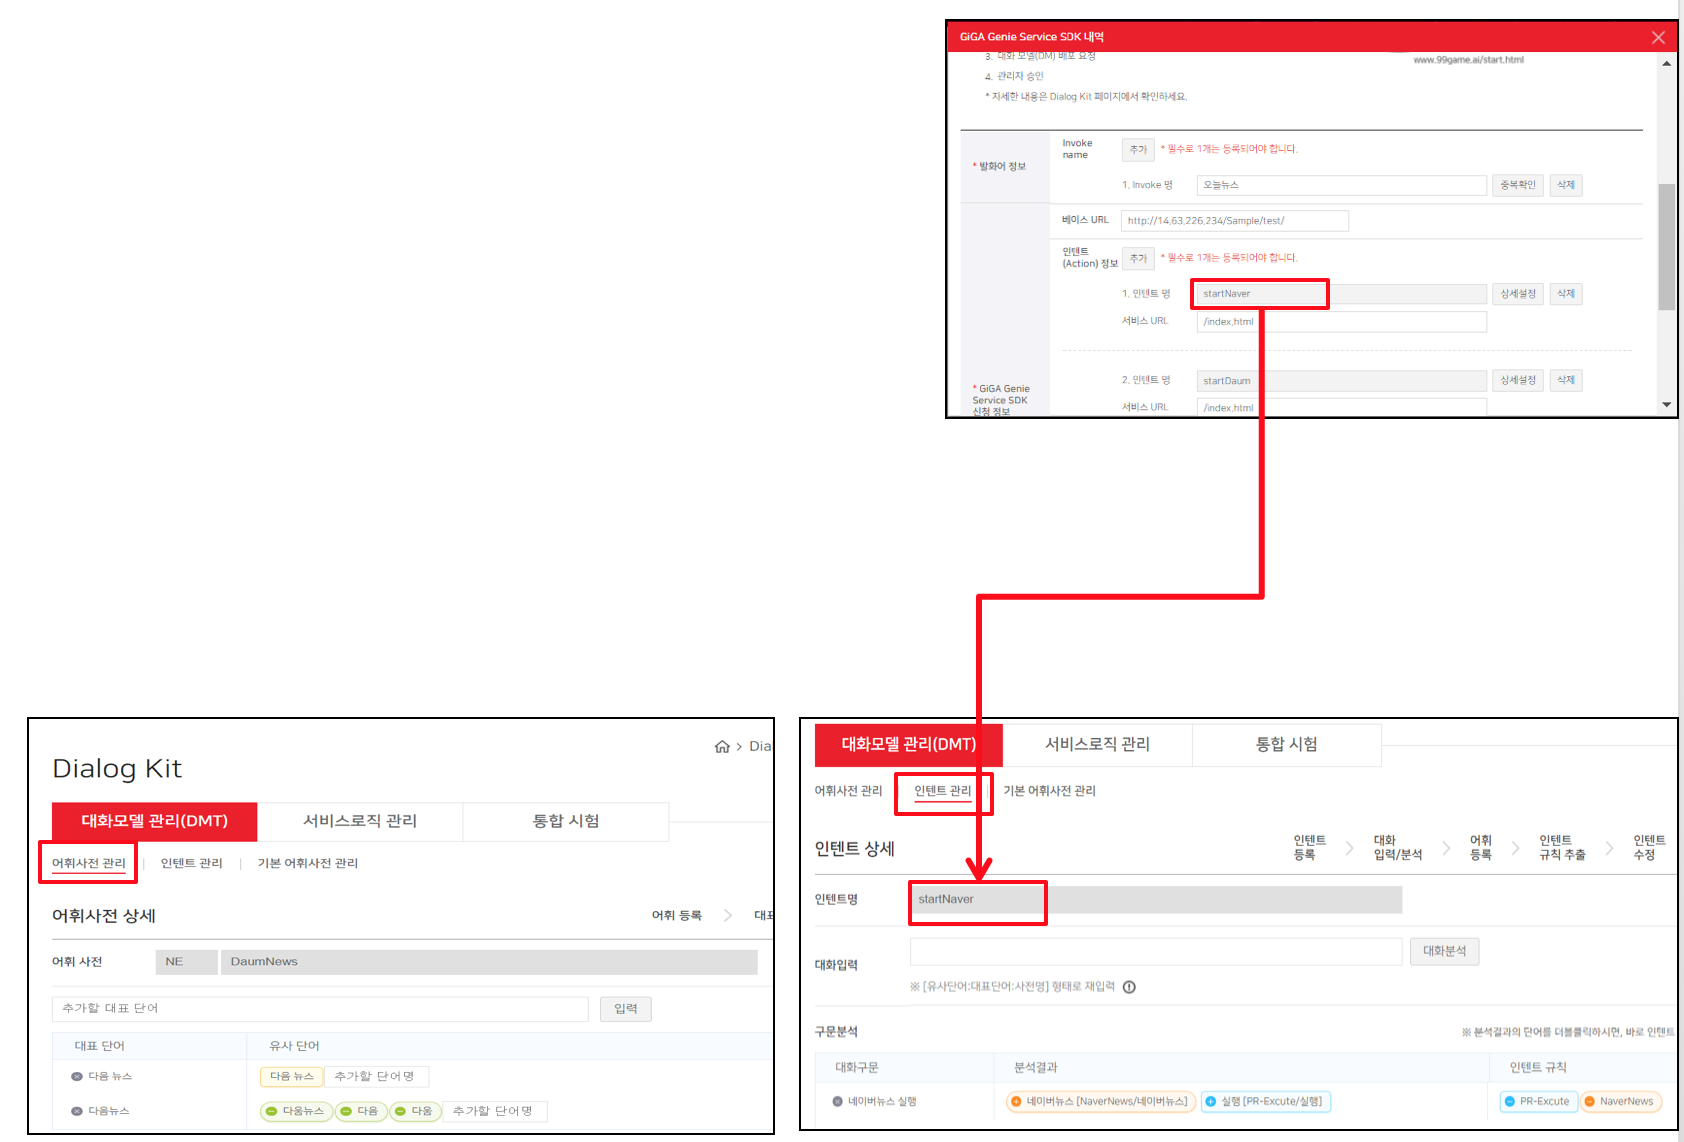 GiGA Genie Service SDK 내역
3. 대화 모델(DM) 배포 요청
www.99game.ai/start.html
4. 관리자 승인
* 자세한 내용은 Dialog Kit 페이지에서 확인하세요.
* 발화어 정보
Invoke name
추가 * 필수로 1개는 등록되어야 합니다.
1. Invoke 명 오늘뉴스 중복확인 삭제
베이스 URL http://14.63.226.234/Sample/test/
인텐트 (Action) 정보
추가 * 필수로 1개는 등록되어야 합니다.
1. 인텐트 명 startNaver 상세설정 삭제
서비스 URL /index.html
2. 인텐트 명 startDaum 상세설정 삭제
* GiGA Genie
Service SDK
신청 정보
서비스 URL /index.html
> Dia
Dialog Kit
대화모델 관리(DMT) 서비스로직 관리 통합 시험
어휘사전 관리 | 인텐트 관리 | 기본 어휘사전 관리
어휘사전 상세 어휘 등록 > 대표
어휘 사전 NE DaumNews
추가할 대표 단어 입력
대표 단어 유사 단어
다음 뉴스 다음 뉴스 추가할 단어명
다음뉴스 다음뉴스 다음 다움 추가할 단어명
대화모델 관리(DMT) 서비스로직 관리 통합 시험
어휘사전 관리 인텐트 관리 기본 어휘사전 관리
인텐트 상세
인텐트 등록 > 대화 입력/분석 > 어휘 등록 > 인텐트 규칙 추출 > 인텐트 수정
인텐트명 startNaver
대화입력 대화분석
※ [유사단어:대표단어:사전명] 형태로 재입력
구문분석 ※ 분석결과의 단어를 더블클릭하시면, 바로 인텐트
대화구문 분석결과 인텐트 규칙
네이버뉴스 실행 네이버뉴스 [NaverNews/네이버뉴스] 실행 [PR-Excute/실행] PR-Excute NaverNews